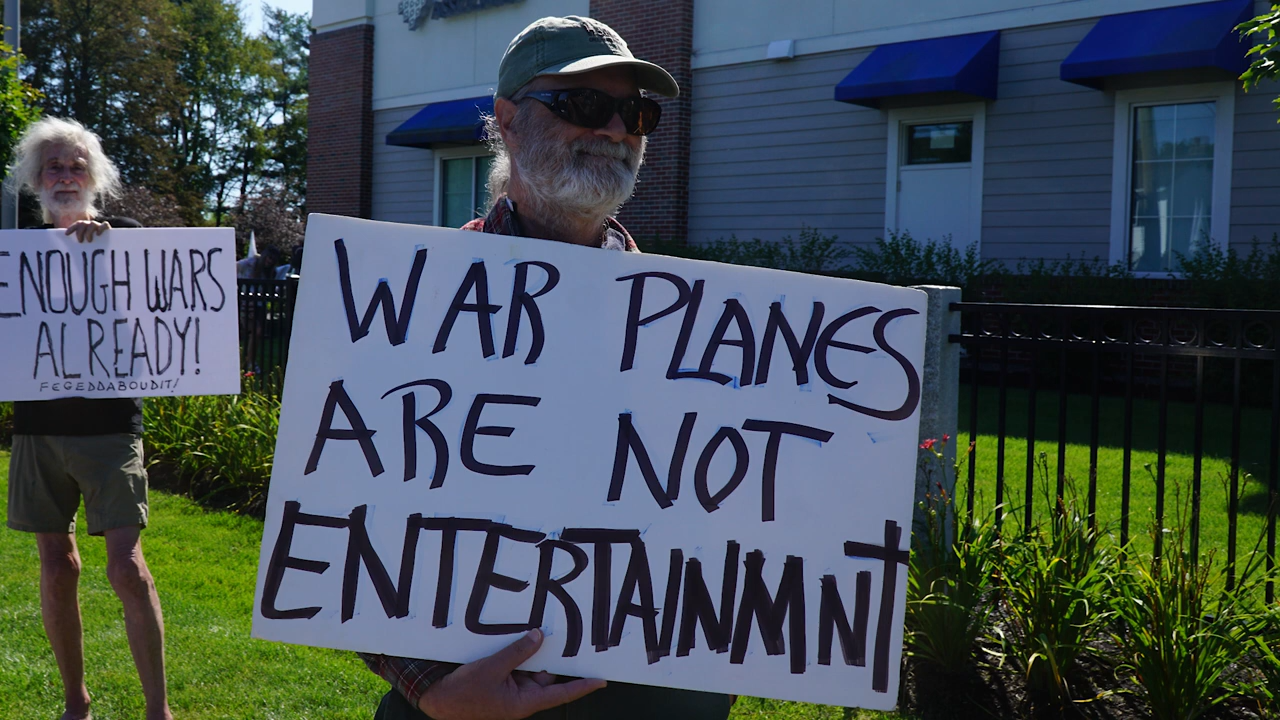 ENOUGH WARS
ALREADY!
FEGEDDABOUDIT!
WAR PLANES
ARE NOT
ENTERTAINMNT